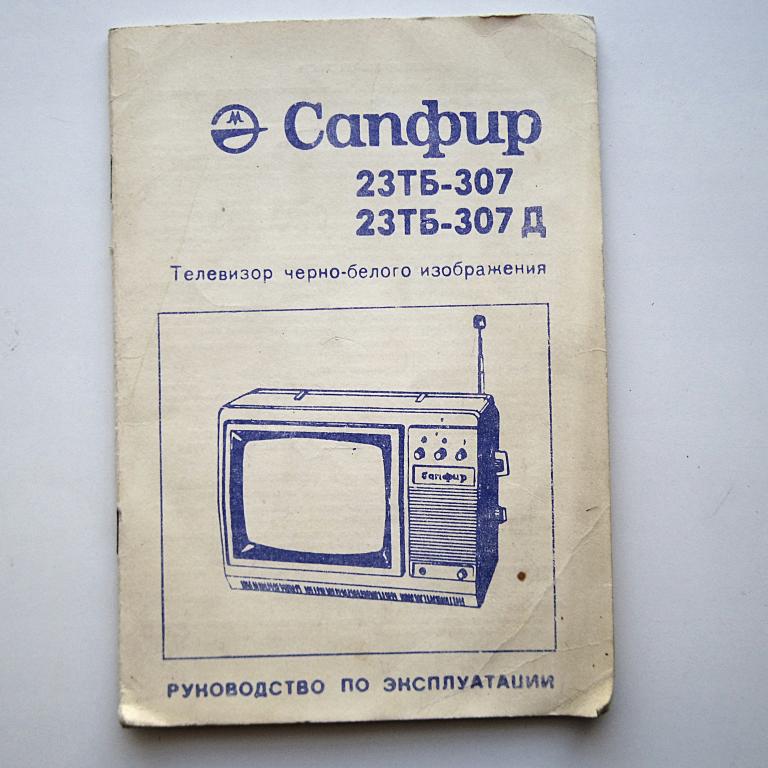 М Сапфир
23ТБ-307
23ТБ-307 Д
Телевизор черно-белого изображения
Сапфир
РУКОВОДСТВО ПО ЭКСПЛУАТАЦИИ